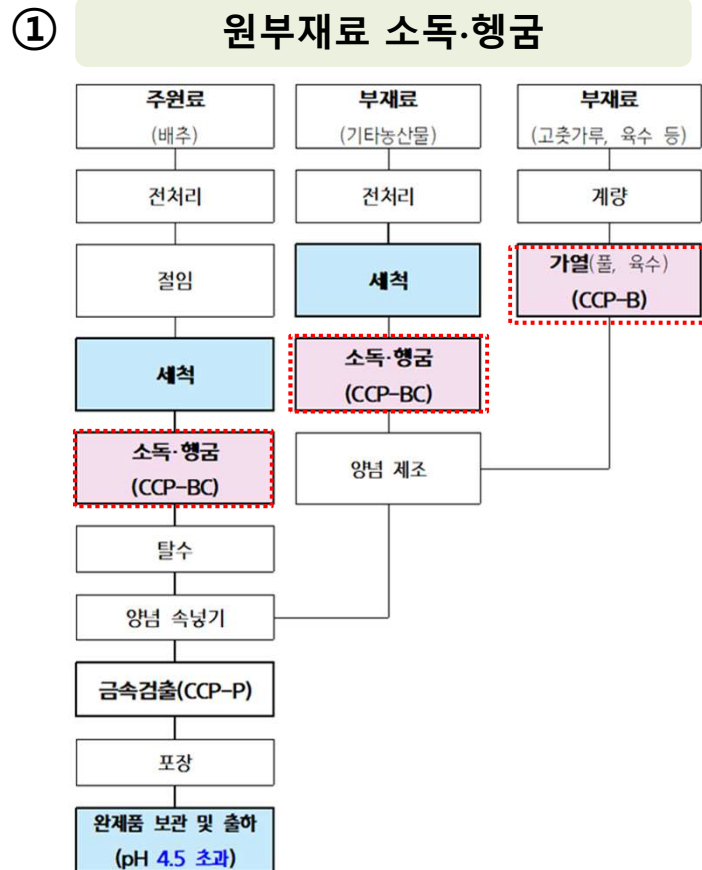 ① 원부재료 소독·헹굼
주원료
(배추)
부재료
(기타농산물)
부재료
(고춧가루, 육수 등)
전처리
전처리
계량
절임
세척
가열(풀, 육수)
(CCP-B)
세척
소독·헹굼
(CCP-BC)
소독·헹굼
(CCP-BC)
양념 제조
탈수
양념 속넣기
금속검출(CCP-P)
포장
완제품 보관 및 출하
(pH 4.5 초과)